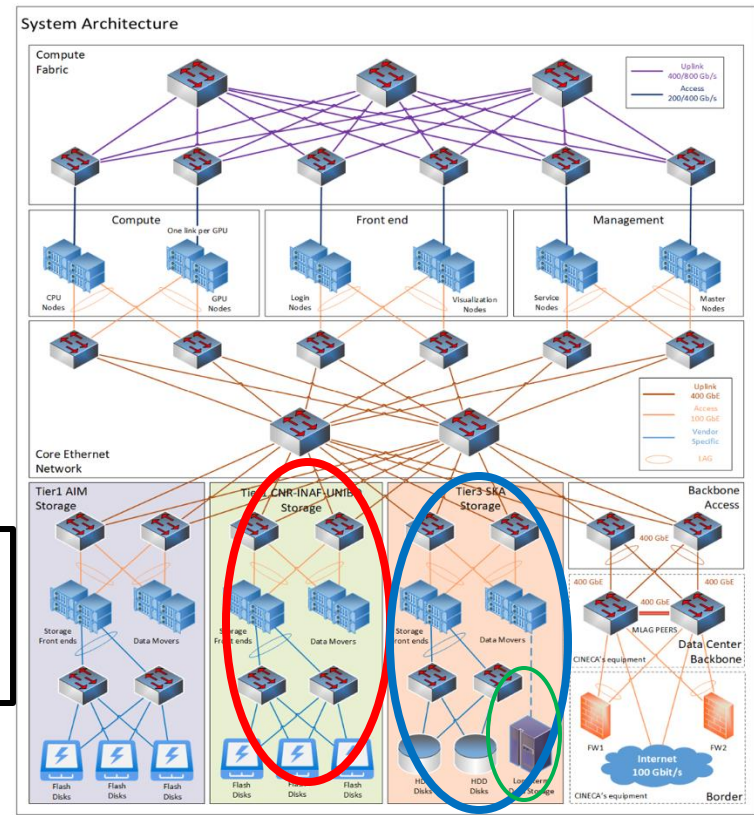 System Architecture
Compute
Fabric
Uplink
400/800 Gb/s
Access
200/400 Gb/s
Compute
One link per GPU
CPU
Nodes
GPU
Nodes
Front end
Login
Nodes
Visualization
Nodes
Management
Service
Nodes
Master
Nodes
Uplink
400 GbE
Access
100 GbE
Vendor
Specific
LAG
Core Ethernet
Network
Tier1 AIM
Storage
Storage
Front ends
Data Movers
Flash
Disks
Flash
Disks
Flash
Disks
CNR-INAF-UNIBO
Storage
Storage
Front ends
Data Movers
Flash
Disks
Flash
Disks
Flash
Disks
Tier3 SKA
Storage
Storage
Front ends
Data Movers
HDD
Disks
HDD
Disks
Storage
Backbone
Access
400 GbE
400 GbE
400 GbE
400 GbE
MLAG PEERS
CINECA's equipment
Data Center
Backbone
FW1
FW2
Internet
100 Gbit/s
CINECA's equipment
Border